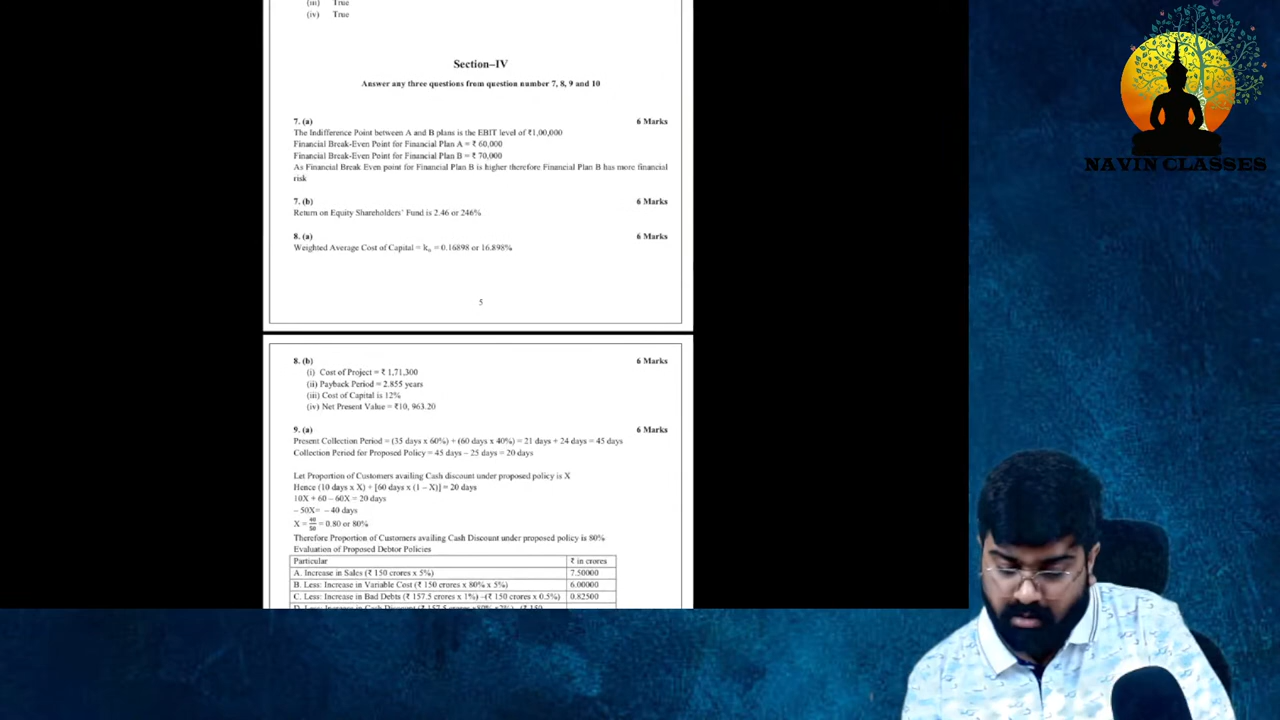 (iii) True
(iv) True
Section–IV
Answer any three questions from question number 7, 8, 9 and 10
7. (a) 6 Marks
The Indifference Point between A and B plans is the EBIT level of ₹1,00,000
Financial Break-Even Point for Financial Plan A = ₹ 60,000
Financial Break-Even Point for Financial Plan B = ₹ 70,000
As Financial Break Even point for Financial Plan B is higher therefore Financial Plan B has more financial
risk
7. (b) 6 Marks
Return on Equity Shareholders' Fund is 2.46 or 246%
8. (a) 6 Marks
Weighted Average Cost of Capital = kₒ = 0.16898 or 16.898%
5
8. (b) 6 Marks
(i) Cost of Project = ₹ 1,71,300
(ii) Payback Period = 2.855 years
(iii) Cost of Capital is 12%
(iv) Net Present Value = ₹10, 963.20
9. (a) 6 Marks
Present Collection Period = (35 days x 60%) + (60 days x 40%) = 21 days + 24 days = 45 days
Collection Period for Proposed Policy = 45 days – 25 days = 20 days
Let Proportion of Customers availing Cash discount under proposed policy is X
Hence (10 days x X) + [60 days x (1 – X)] = 20 days
10X + 60 – 60X = 20 days
– 50X= – 40 days
X = 40/50 = 0.80 or 80%
Therefore Proportion of Customers availing Cash Discount under proposed policy is 80%
Evaluation of Proposed Debtor Policies
Particular ₹ in crores
A. Increase in Sales (₹ 150 crores x 5%) 7.50000
B. Less: Increase in Variable Cost (₹ 150 crores x 80% x 5%) 6.00000
C. Less: Increase in Bad Debts (₹ 157.5 crores x 1%) –(₹ 150 crores x 0.5%) 0.82500
D. Less: Increase in Cash Discount (₹ 157.5 crores x80% x2%) –(₹ 150
NAVIN CLASSES